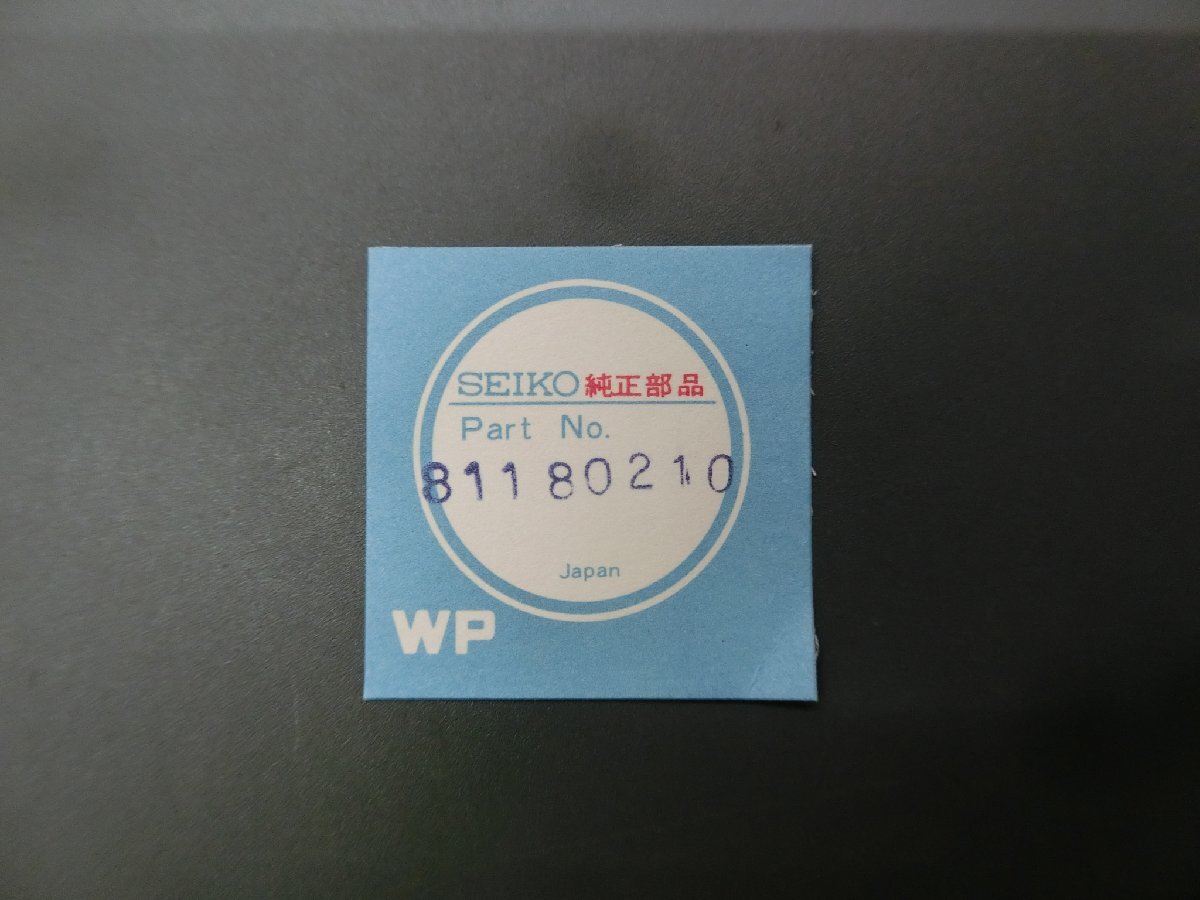 SEIKO 純正部品
Part No.
81180210
Japan
WP